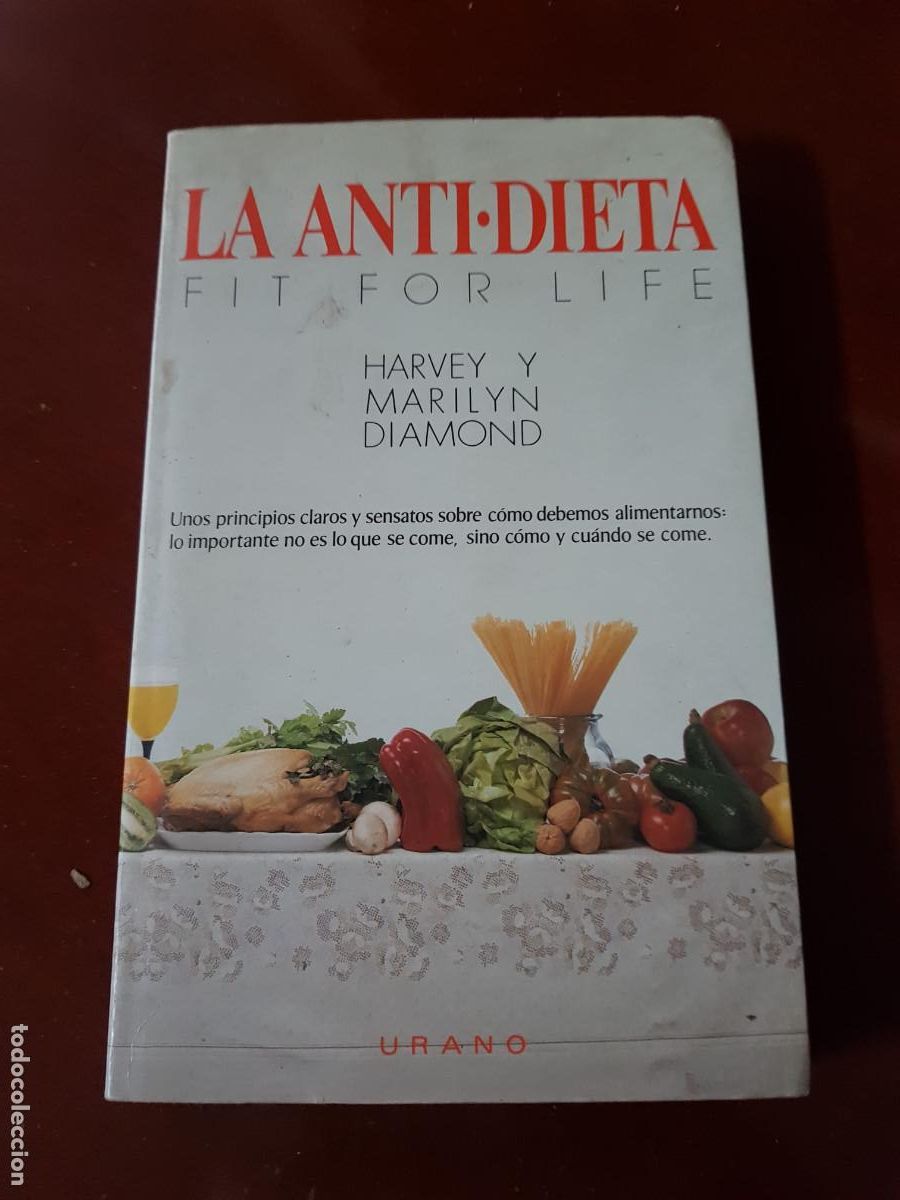 LA ANTI·DIETA
FIT FOR LIFE
HARVEY Y
MARILYN
DIAMOND
Unos principios claros y sensatos sobre cómo debemos alimentarnos:
lo importante no es lo que se come, sino cómo y cuándo se come.
URANO
todocoleccion